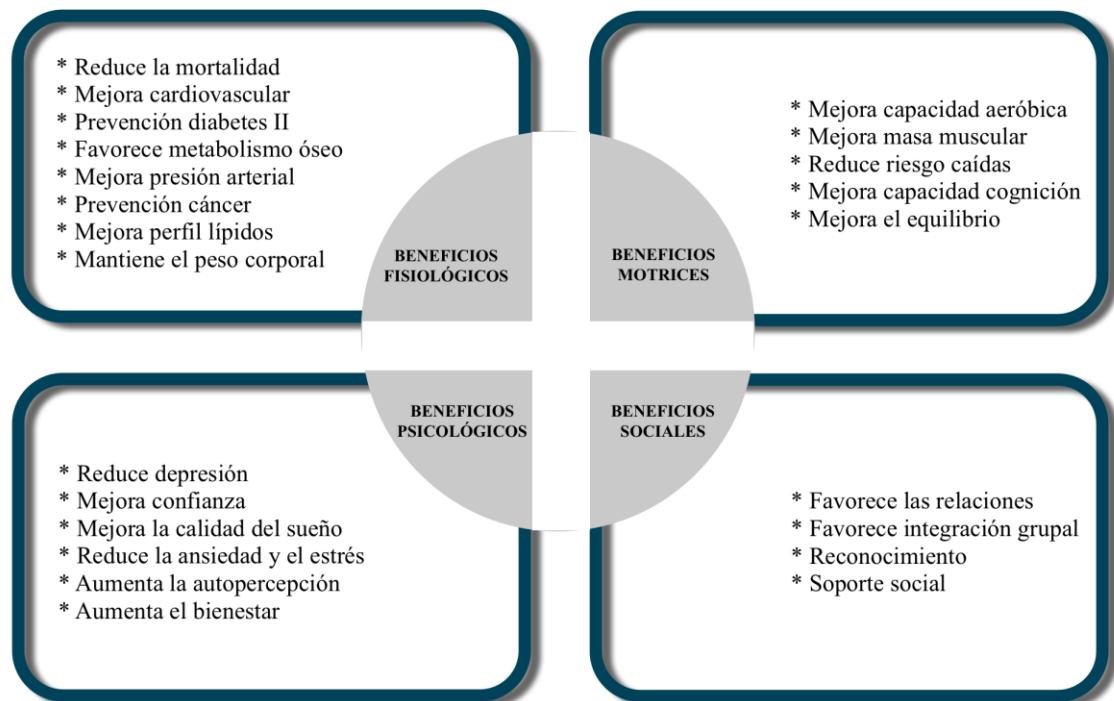 * Reduce la mortalidad
* Mejora cardiovascular
* Prevención diabetes II
* Favorece metabolismo óseo
* Mejora presión arterial
* Prevención cáncer
* Mejora perfil lípidos
* Mantiene el peso corporal
BENEFICIOS
FISIOLÓGICOS
* Mejora capacidad aeróbica
* Mejora masa muscular
* Reduce riesgo caídas
* Mejora capacidad cognición
* Mejora el equilibrio
BENEFICIOS
MOTRICES
BENEFICIOS
PSICOLÓGICOS
* Reduce depresión
* Mejora confianza
* Mejora la calidad del sueño
* Reduce la ansiedad y el estrés
* Aumenta la autopercepción
* Aumenta el bienestar
BENEFICIOS
SOCIALES
* Favorece las relaciones
* Favorece integración grupal
* Reconocimiento
* Soporte social